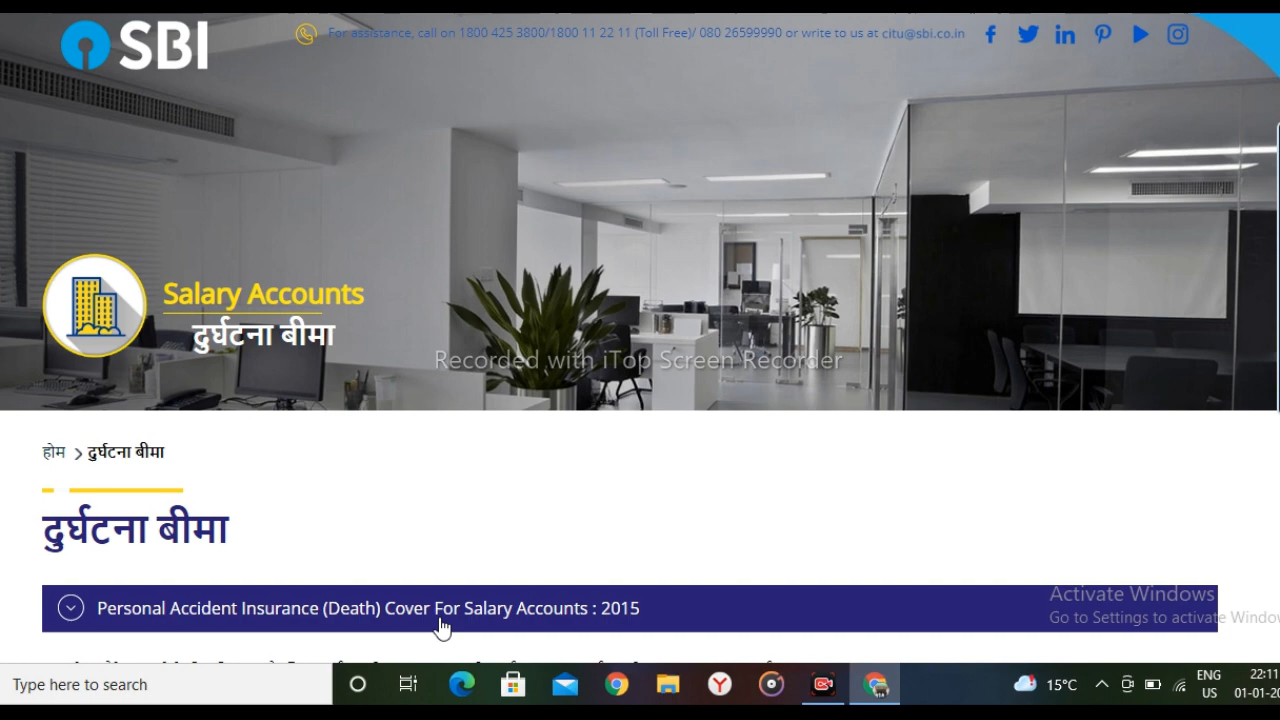 SBI
For assistance, call on 1800 425 3800/1800 11 22 11 (Toll Free)/ 080 26599990 or write to us at citu@sbi.co.in
Salary Accounts
दुर्घटना बीमा
Recorded with iTop Screen Recorder
होम > दुर्घटना बीमा
दुर्घटना बीमा
Personal Accident Insurance (Death) Cover For Salary Accounts : 2015
Activate Windows
Go to Settings to activate
Type here to search
15°C
ENG
US
22:11